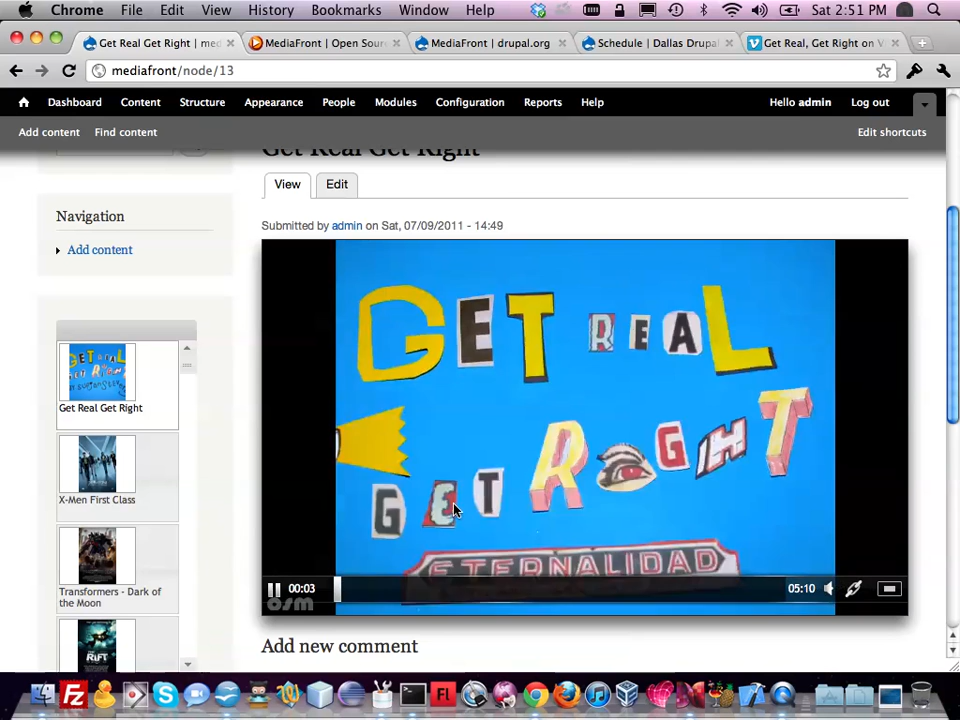 Chrome File Edit View History Bookmarks Window Help Sat 2:51 PM
Get Real Get Right | med MediaFront | Open Sour MediaFront | drupal.org Schedule | Dallas Drupa Get Real, Get Right on V
mediafront/node/13
Dashboard Content Structure Appearance People Modules Configuration Reports Help Hello admin Log out
Add content Find content Edit shortcuts
Get Real Get Right
View Edit
Navigation
Submitted by admin on Sat, 07/09/2011 - 14:49
Add content
GET REAL
GET RIGHT
ETERNALIDAD
00:03 05:10
osm
Get Real Get Right
X-Men First Class
Transformers - Dark of
the Moon
THE RIFT
Add new comment